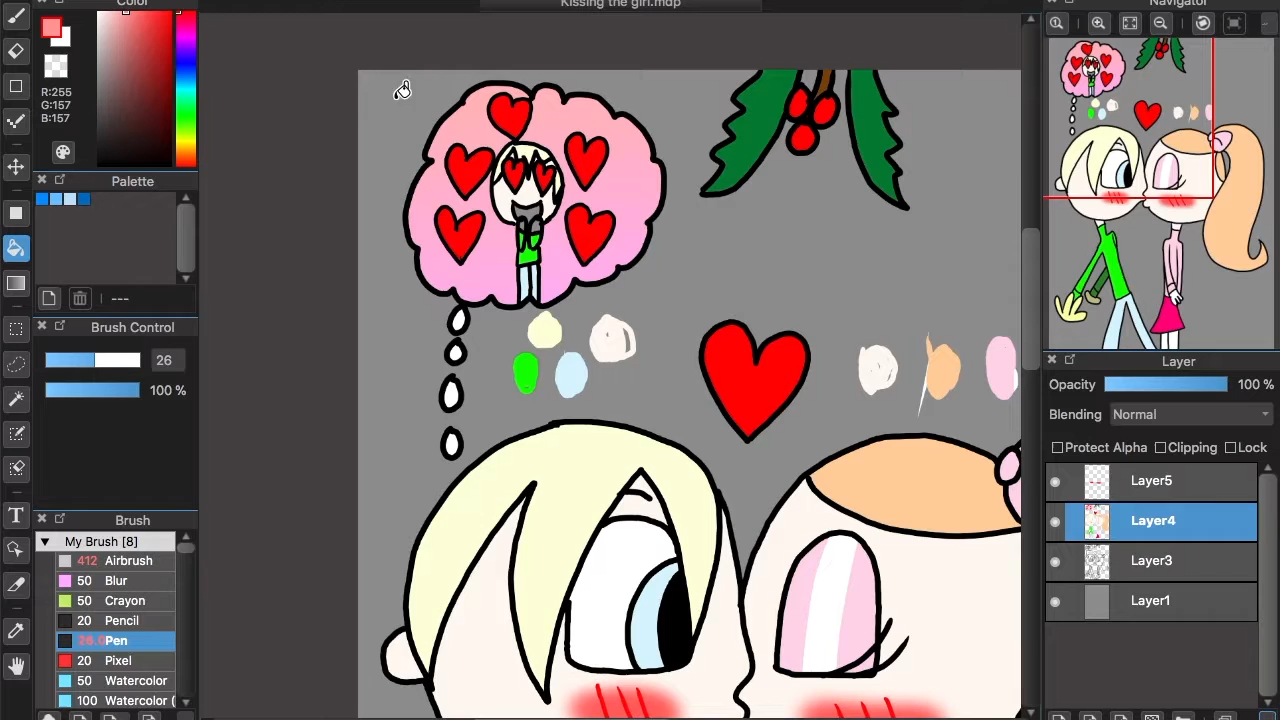 Color
Kissing the girl.mdp
Navigator
R:255
G:157
B:157
Palette
---
Brush Control
26
100 %
Brush
My Brush [8]
412 Airbrush
50 Blur
50 Crayon
20 Pencil
Pen
20 Pixel
50 Watercolor
100 Watercolor (
T
Layer
Opacity 100 %
Blending Normal
Protect Alpha Clipping Lock
Layer5
Layer4
Layer3
Layer1